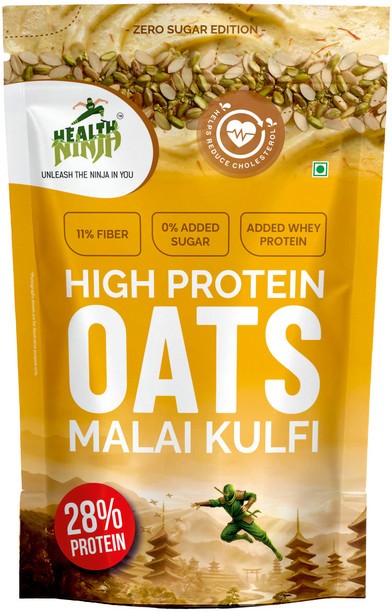 - ZERO SUGAR EDITION -
HEALTH
NINJA
TM
UNLEASH THE NINJA IN YOU
HELPS REDUCE CHOLESTEROL
11% FIBER
0% ADDED
SUGAR
ADDED WHEY
PROTEIN
HIGH PROTEIN
OATS
MALAI KULFI
28%
PROTEIN